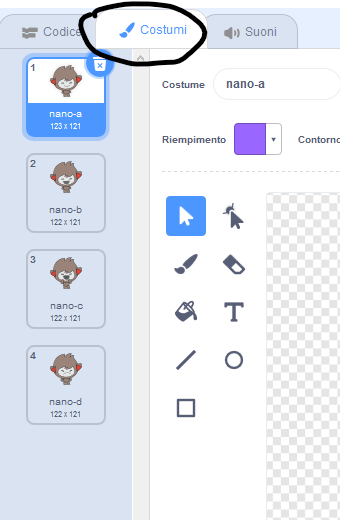 Codice Costumi Suoni
1
nano-a
123 x 121
2
nano-b
122 x 121
3
nano-c
122 x 121
4
nano-d
122 x 121
Costume nano-a
Riempimento Contorno
T